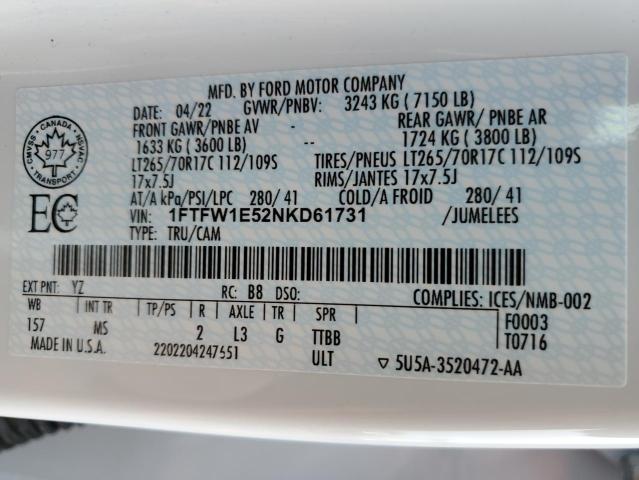 MFD. BY FORD MOTOR COMPANY
DATE: 04/22 GVWR/PNBV: 3243 KG ( 7150 LB)
FRONT GAWR/ PNBE AV - REAR GAWR/ PNBE AR
1633 KG ( 3600 LB) -- 1724 KG ( 3800 LB)
LT265/70R17C 112/109S TIRES/PNEUS LT265/70R17C 112/109S
17x7.5J RIMS/JANTES 17x7.5J
AT/A kPa/PSI/LPC 280/ 41 COLD/A FROID 280/ 41
VIN: 1FTFW1E52NKD61731 /JUMELEES
TYPE: TRU/CAM
CMVSS CANADA NSVAC
977
TRANSPORT
EC
EXT PNT: YZ RC: B8 DSO: COMPLIES: ICES/NMB-002
WB INT TR TP/PS R AXLE TR SPR F0003
157 MS 2 L3 G TTBB T0716
MADE IN U.S.A. 2202204247651 ULT ▽ 5U5A-3520472-AA